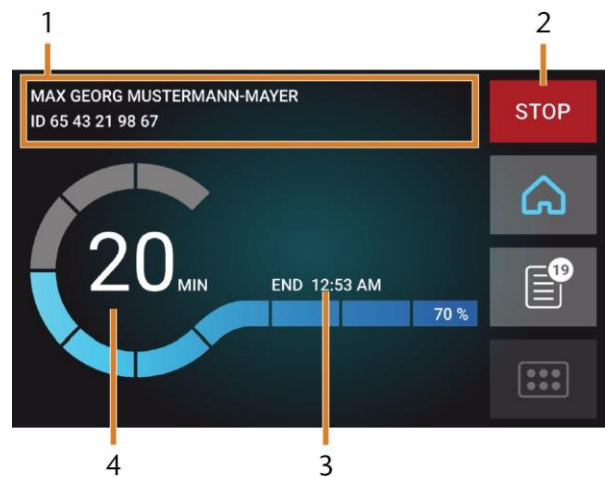 1
2
MAX GEORG MUSTERMANN-MAYER
ID 65 43 21 98 67
STOP
20 MIN
END 12:53 AM
19
70 %
4
3